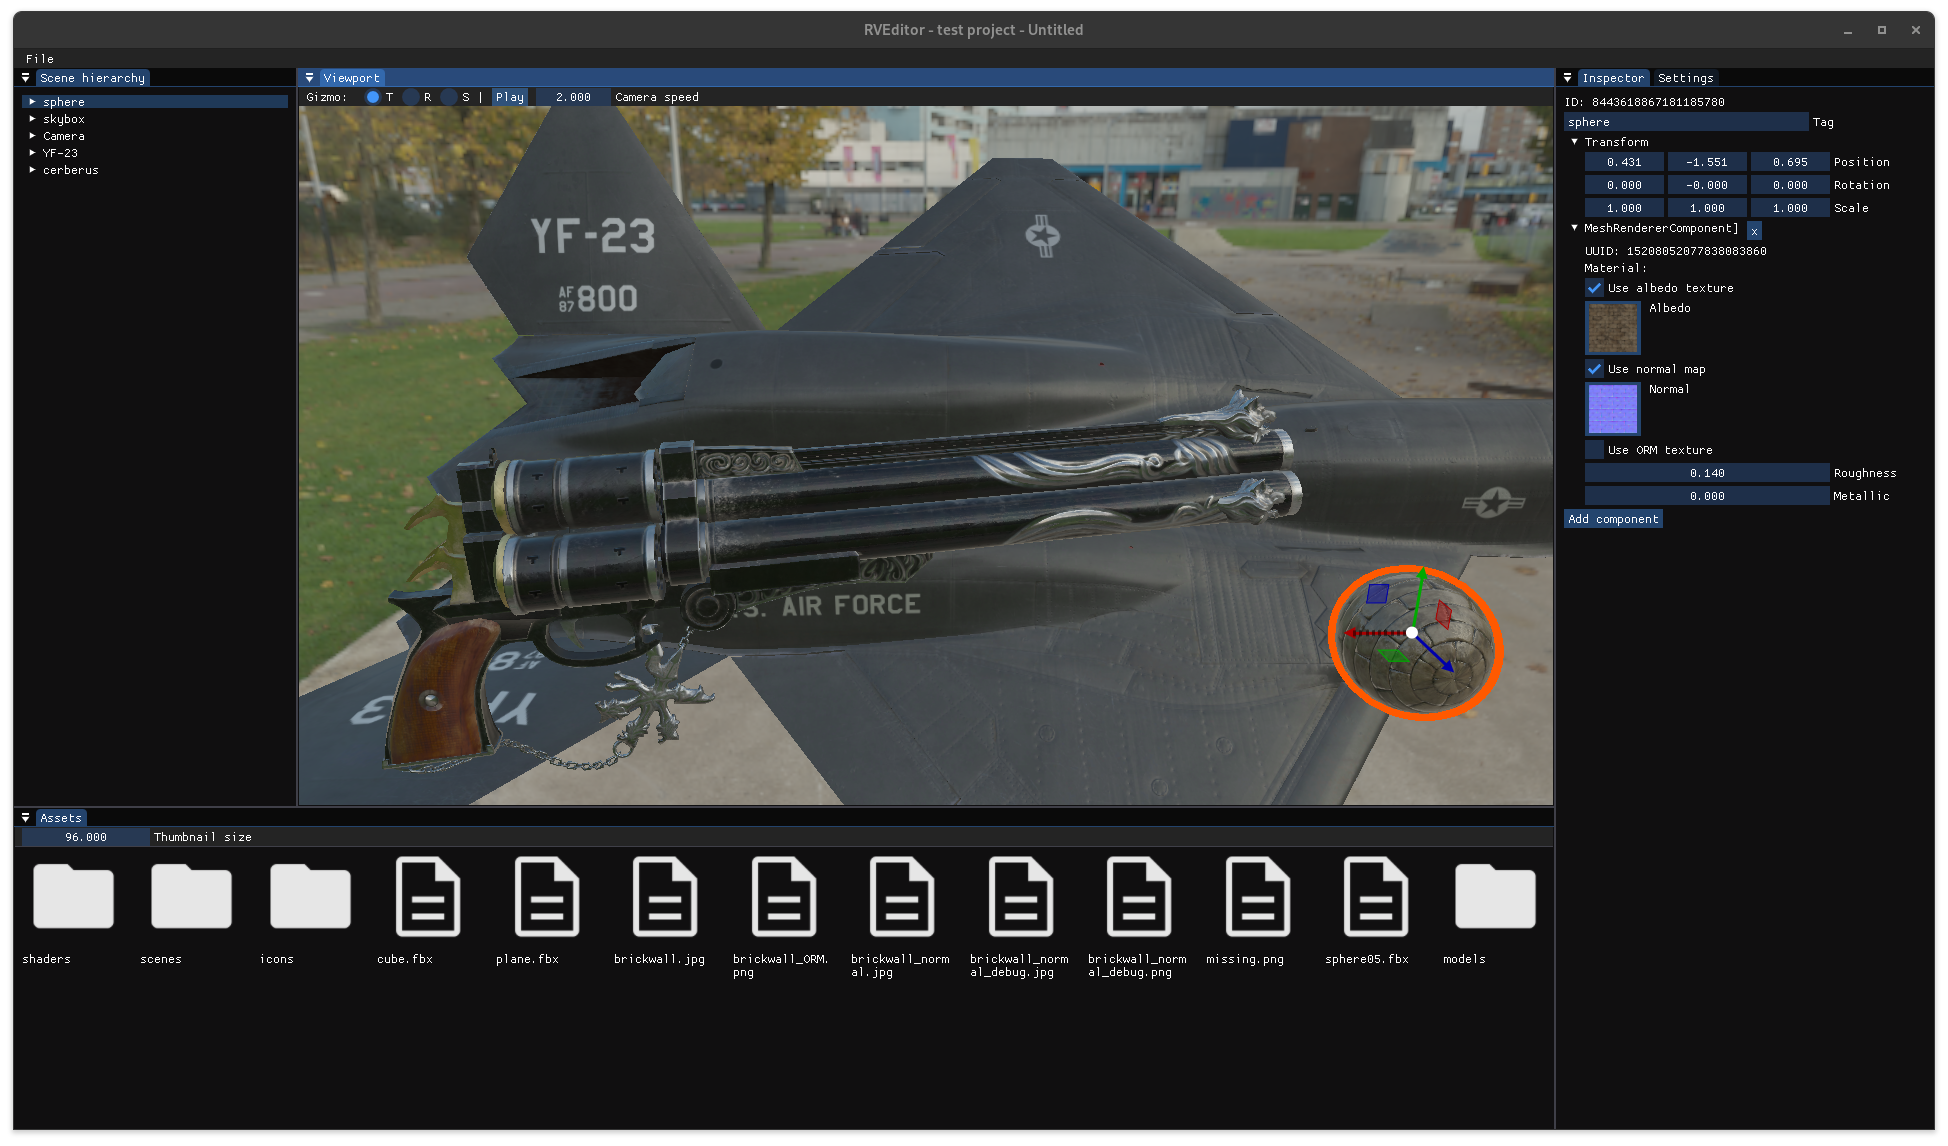 RVEditor - test project - Untitled
File
Scene hierarchy
sphere
skybox
Camera
YF-23
cerberus
Viewport
Gizmo: T R S | Play 2.000 Camera speed
YF-23
AF
87 800
S. AIR FORCE
Inspector Settings
ID: 8443618867181185780
sphere Tag
Transform
0.431 -1.551 0.695 Position
0.000 -0.000 0.000 Rotation
1.000 1.000 1.000 Scale
MeshRendererComponent] x
UUID: 15208052077838083860
Material:
Use albedo texture
Albedo
Use normal map
Normal
Use ORM texture
0.140 Roughness
0.000 Metallic
Add component
Assets
96.000 Thumbnail size
shaders
scenes
icons
cube.fbx
plane.fbx
brickwall.jpg
brickwall_ORM.
png
brickwall_norm
al.jpg
brickwall_norm
al_debug.jpg
brickwall_norm
al_debug.png
missing.png
sphere05.fbx
models